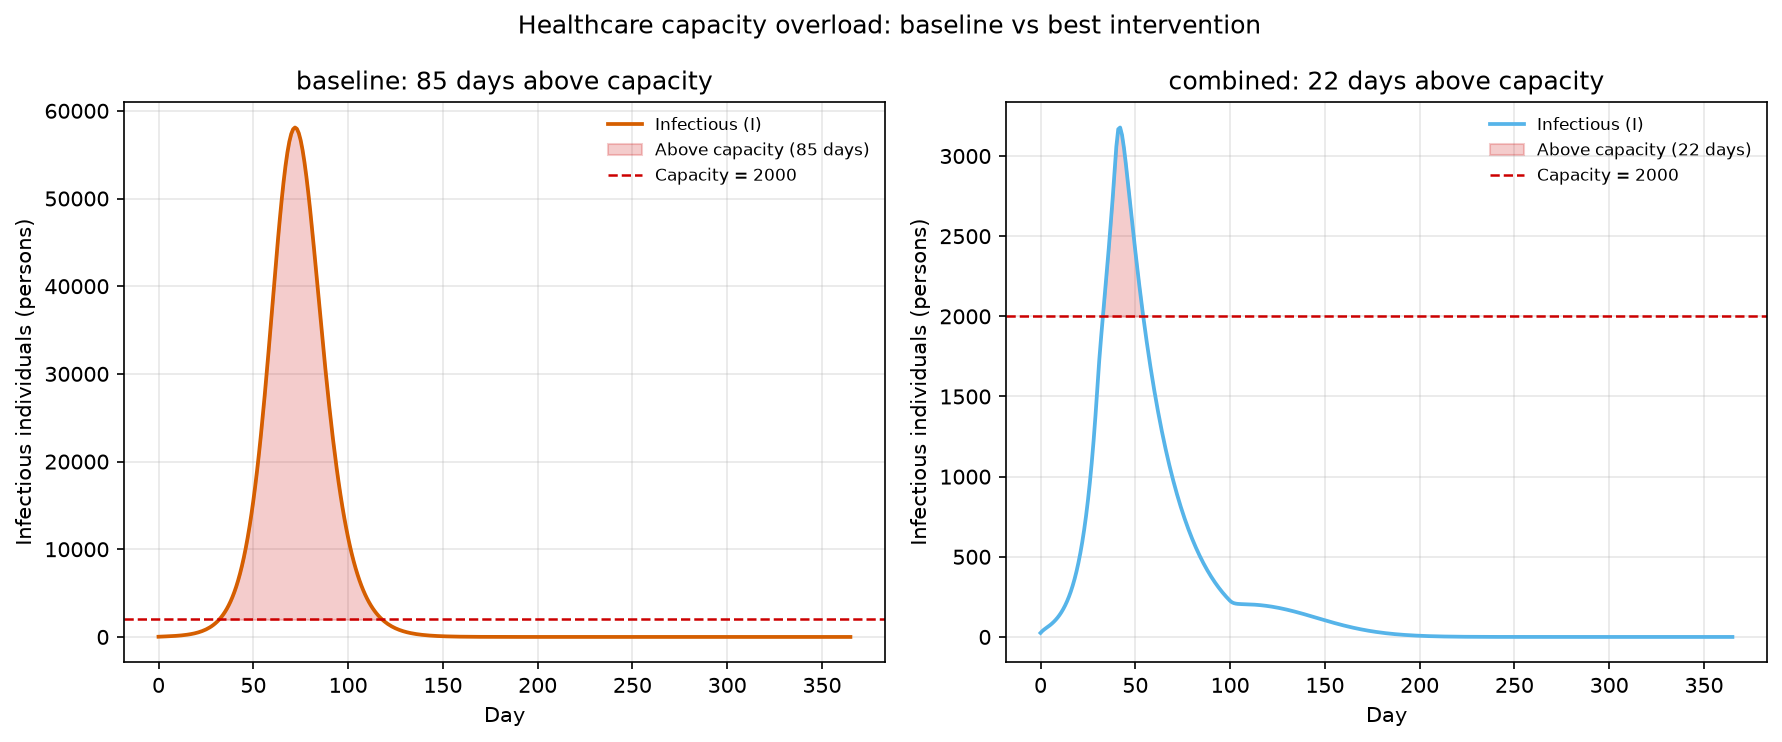 Healthcare capacity overload: baseline vs best intervention
baseline: 85 days above capacity
Infectious individuals (persons)
60000
50000
40000
30000
20000
10000
0
Infectious (I)
Above capacity (85 days)
Capacity = 2000
0 50 100 150 200 250 300 350
Day
combined: 22 days above capacity
Infectious individuals (persons)
3000
2500
2000
1500
1000
500
0
Infectious (I)
Above capacity (22 days)
Capacity = 2000
0 50 100 150 200 250 300 350
Day